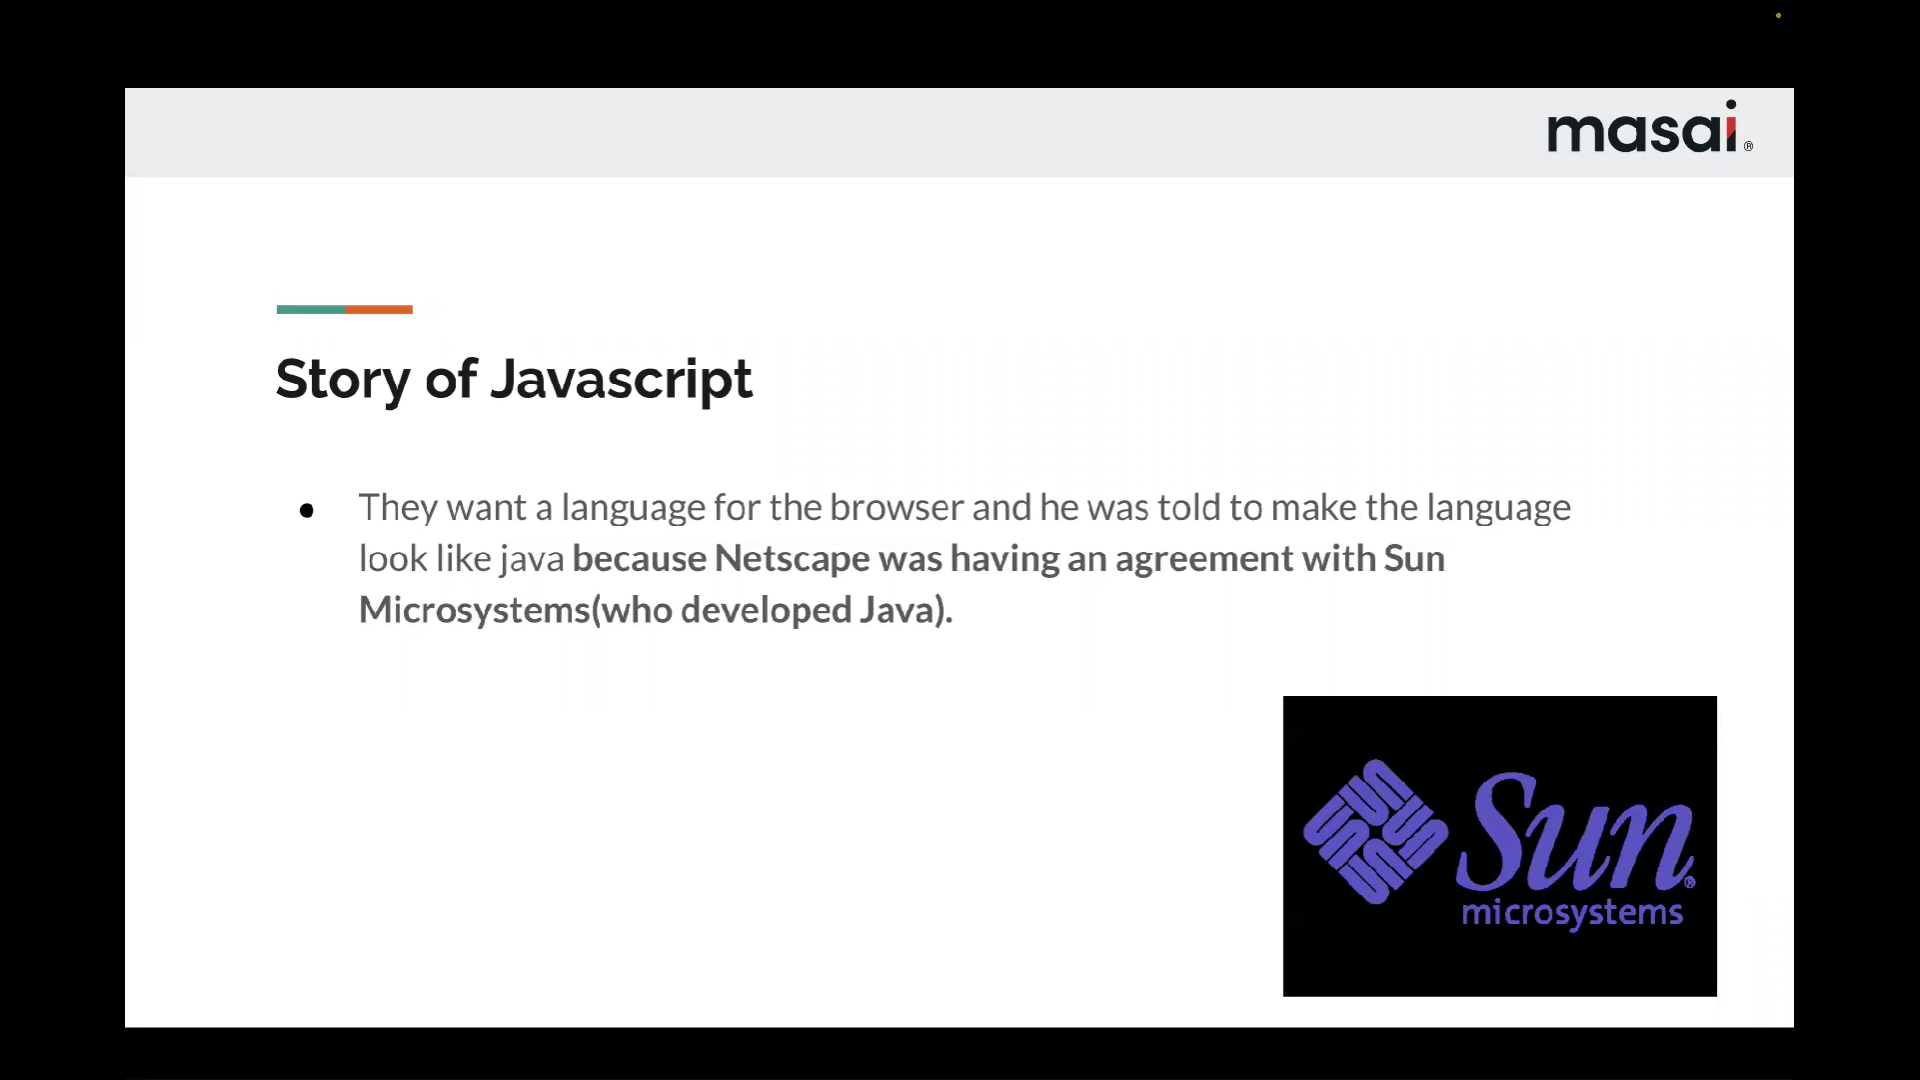 masai®
Story of Javascript
● They want a language for the browser and he was told to make the language
look like java because Netscape was having an agreement with Sun
Microsystems(who developed Java).
Sun®
microsystems